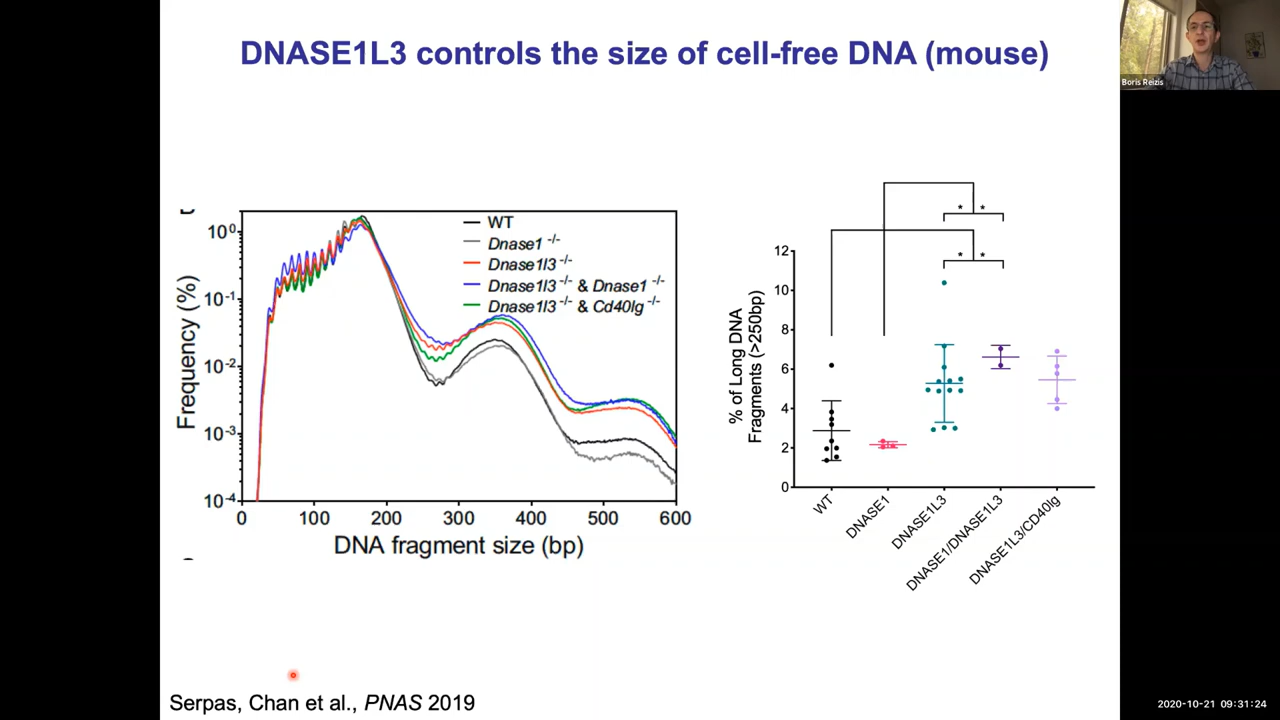 DNASE1L3 controls the size of cell-free DNA (mouse)
Boris Reizis
WT
Dnase1 -/-
Dnase1l3 -/-
Dnase1l3 -/- & Dnase1 -/-
Dnase1l3 -/- & Cd40lg -/-
Frequency (%)
10^0
10^-1
10^-2
10^-3
10^-4
0 100 200 300 400 500 600
DNA fragment size (bp)
* *
* *
% of Long DNA
Fragments (>250bp)
12
10
8
6
4
2
0
WT
DNASE1
DNASE1L3
DNASE1/DNASE1L3
DNASE1L3/CD40lg
Serpas, Chan et al., PNAS 2019
2020-10-21 09:31:24